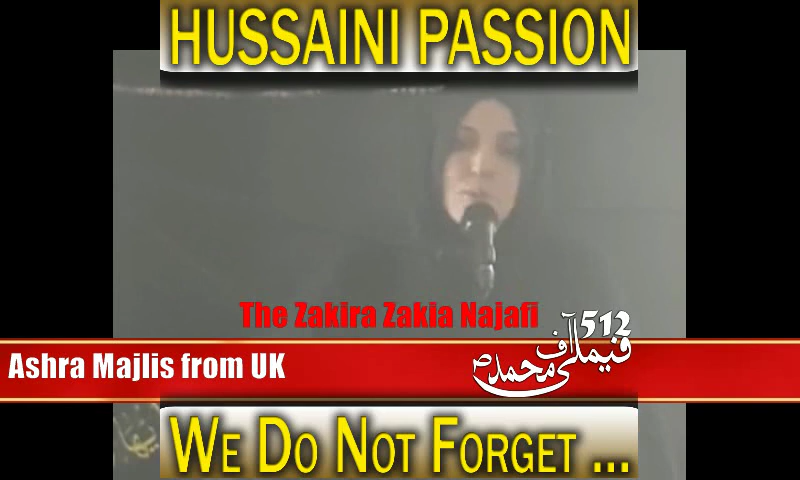 HUSSAINI PASSION
The Zakira Zakia Najafi
512
فیملی آف محمد ص
Ashra Majlis from UK
WE DO NOT FORGET ...